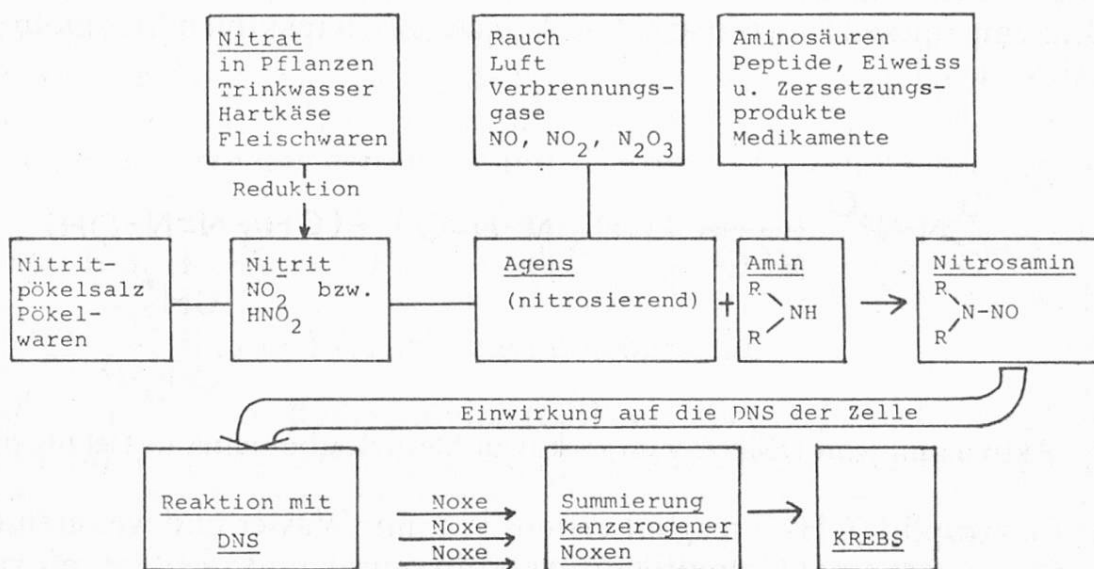 Nitrat
in Pflanzen
Trinkwasser
Hartkäse
Fleischwaren
Rauch
Luft
Verbrennungs-
gase
NO, NO2, N2O3
Aminosäuren
Peptide, Eiweiss
u. Zersetzungs-
produkte
Medikamente
Reduktion
Nitrit-
pökelsalz
Pökel-
waren
Nitrit
NO2- bzw.
HNO2
Agens
(nitrosierend)
+
Amin
R
NH
R
Nitrosamin
R
N-NO
R
Einwirkung auf die DNS der Zelle
Reaktion mit
DNS
Noxe
Noxe
Noxe
Summierung
kanzerogener
Noxen
KREBS